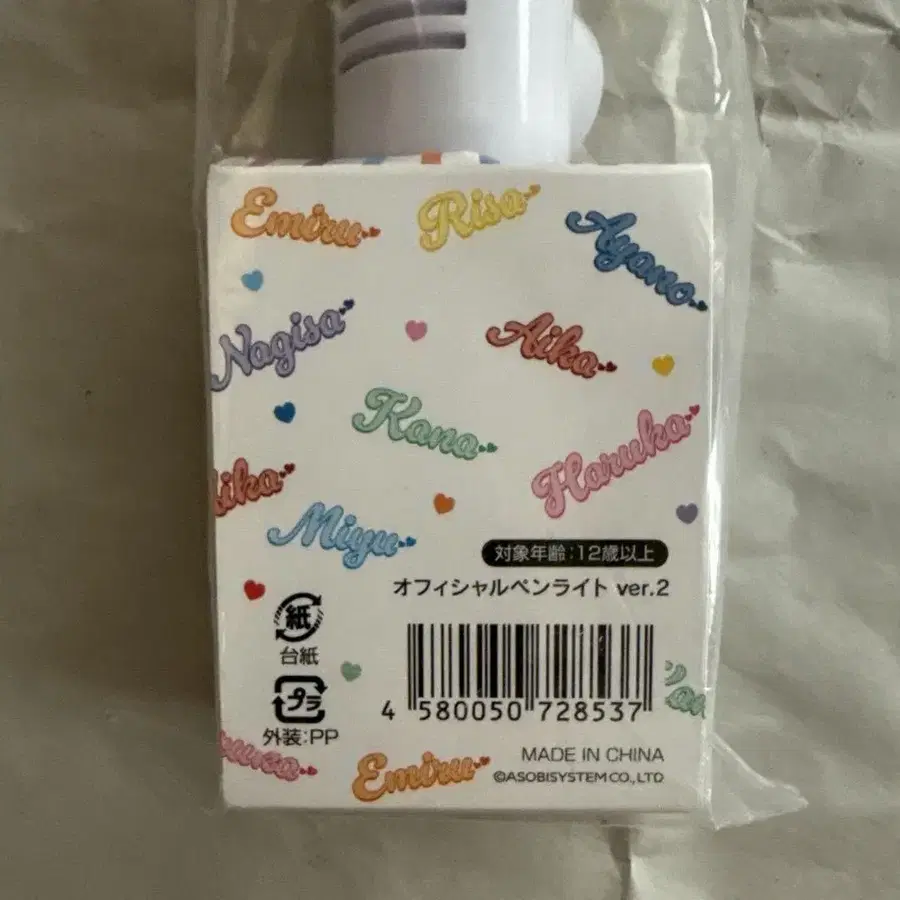 Emiru
Risa
Ayano
Nagisa
Aika
Kana
Haruka
Miyu
対象年齢:12歳以上
オフィシャルペンライト ver.2
紙
台紙
プラ
外装:PP
4 580050 728537
MADE IN CHINA
©ASOBISYSTEM CO., LTD
Emiru